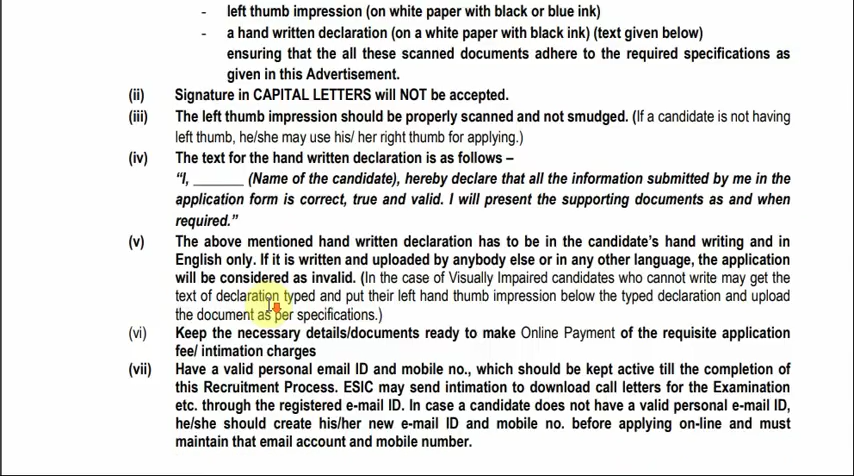 - left thumb impression (on white paper with black or blue ink)
- a hand written declaration (on a white paper with black ink) (text given below)
ensuring that the all these scanned documents adhere to the required specifications as
given in this Advertisement.
(ii) Signature in CAPITAL LETTERS will NOT be accepted.
(iii) The left thumb impression should be properly scanned and not smudged. (If a candidate is not having
left thumb, he/she may use his/ her right thumb for applying.)
(iv) The text for the hand written declaration is as follows –
“I, _______ (Name of the candidate), hereby declare that all the information submitted by me in the
application form is correct, true and valid. I will present the supporting documents as and when
required.”
(v) The above mentioned hand written declaration has to be in the candidate’s hand writing and in
English only. If it is written and uploaded by anybody else or in any other language, the application
will be considered as invalid. (In the case of Visually Impaired candidates who cannot write may get the
text of declaration typed and put their left hand thumb impression below the typed declaration and upload
the document as per specifications.)
(vi) Keep the necessary details/documents ready to make Online Payment of the requisite application
fee/ intimation charges
(vii) Have a valid personal email ID and mobile no., which should be kept active till the completion of
this Recruitment Process. ESIC may send intimation to download call letters for the Examination
etc. through the registered e-mail ID. In case a candidate does not have a valid personal e-mail ID,
he/she should create his/her new e-mail ID and mobile no. before applying on-line and must
maintain that email account and mobile number.